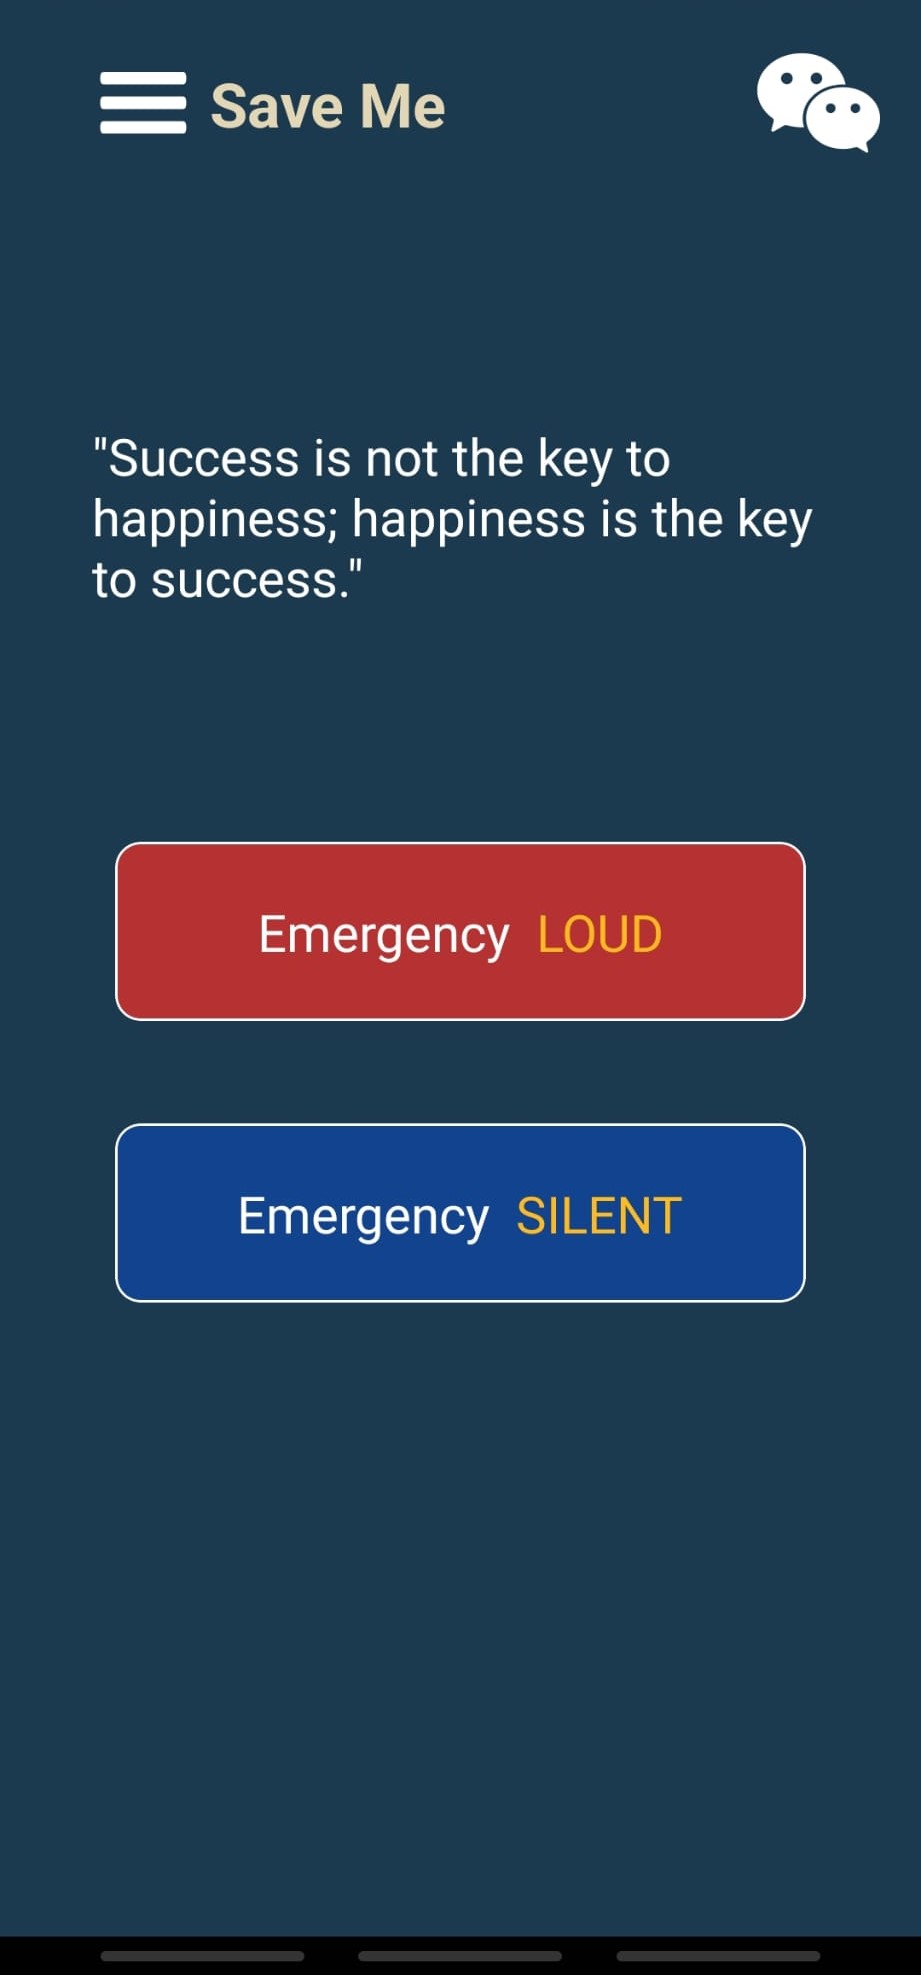 Save Me
"Success is not the key to
happiness; happiness is the key
to success."
Emergency LOUD
Emergency SILENT